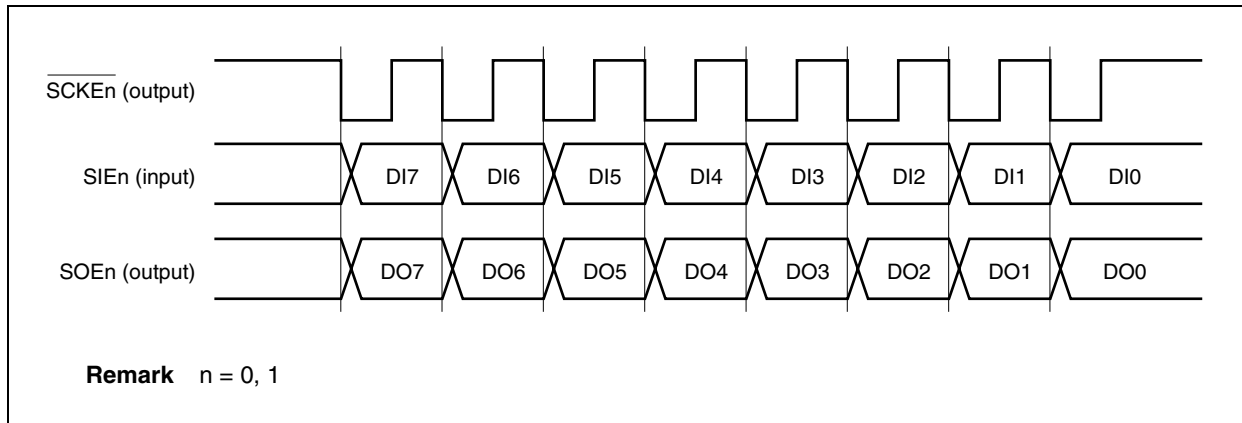 SCKEn (output)
SIEn (input) DI7 DI6 DI5 DI4 DI3 DI2 DI1 DI0
SOEn (output) DO7 DO6 DO5 DO4 DO3 DO2 DO1 DO0
Remark n = 0, 1